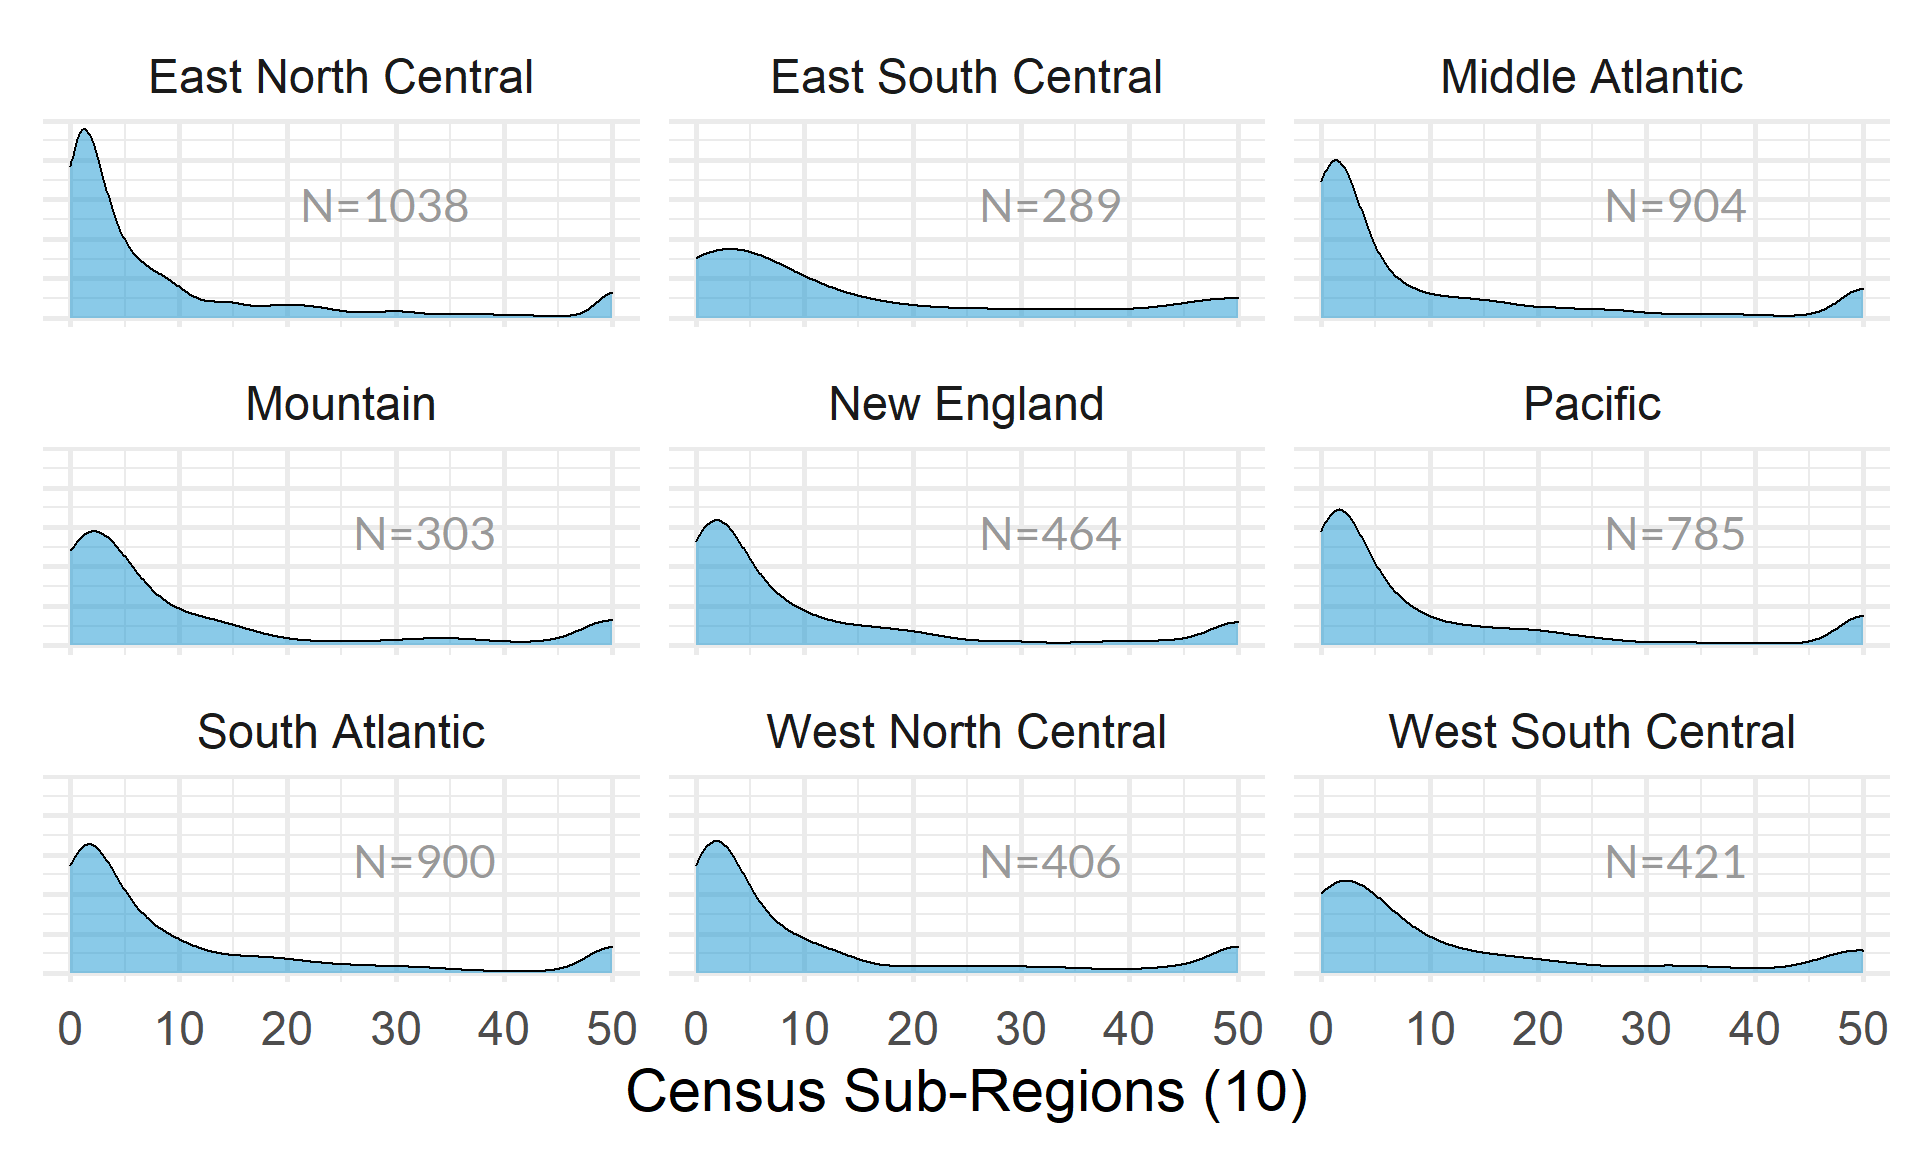 East North Central
East South Central
Middle Atlantic
N=1038
N=289
N=904
Mountain
New England
Pacific
N=303
N=464
N=785
South Atlantic
West North Central
West South Central
N=900
N=406
N=421
0 10 20 30 40 50
0 10 20 30 40 50
0 10 20 30 40 50
Census Sub-Regions (10)